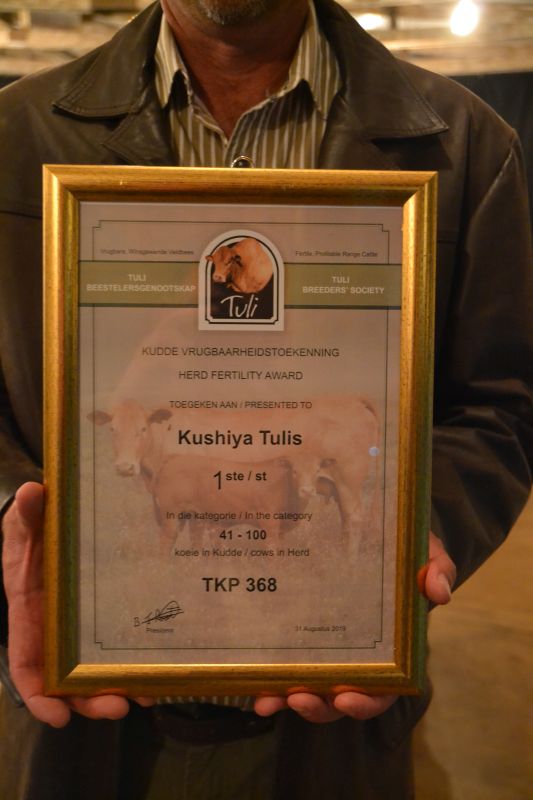 Vrugbare, Winsgewende Veldbees
Fertile, Profitable Range Cattle
TULI
BEESTELERSGENOOTSKAP
Tuli
TULI
BREEDERS' SOCIETY
KUDDE VRUGBAARHEIDSTOEKENNING
HERD FERTILITY AWARD
TOEGEKEN AAN / PRESENTED TO
Kushiya Tulis
1ste / st
In die kategorie / In the category
41 - 100
koeie in Kudde / cows in Herd
TKP 368
President
31 Augustus 2019